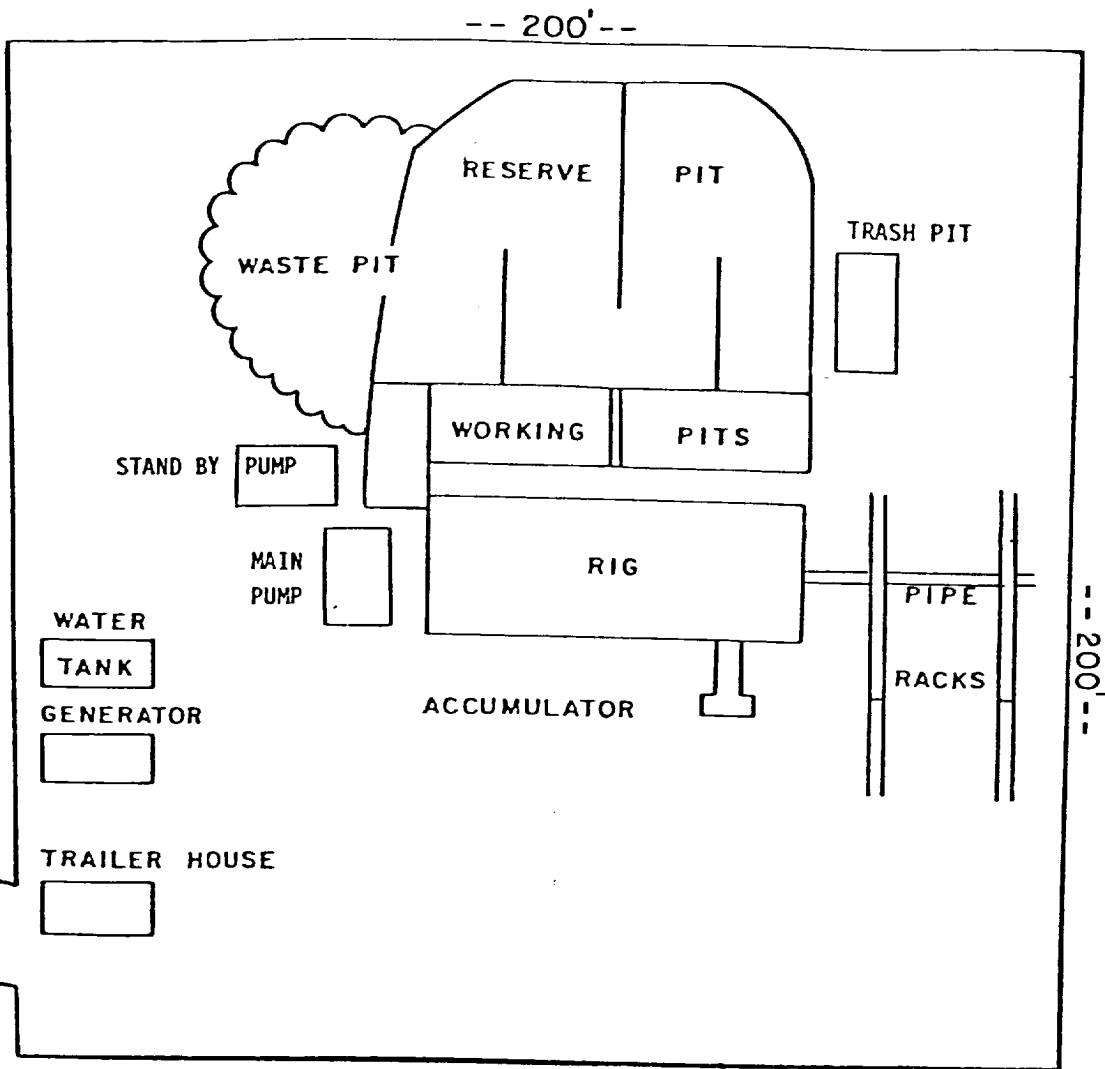 -- 200' --
RESERVE PIT
TRASH PIT
WASTE PIT
WORKING PITS
STAND BY PUMP
RIG
MAIN
PUMP
PIPE
RACKS
-- 200' --
WATER
TANK
GENERATOR
ACCUMULATOR
TRAILER HOUSE